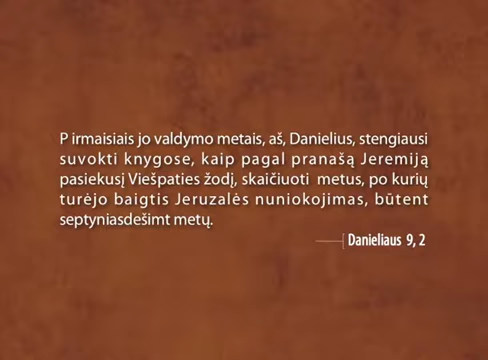 P irmaisiais jo valdymo metais, aš, Danielius, stengiausi
suvokti knygose, kaip pagal pranašą Jeremiją
pasiekusį Viešpaties žodį, skaičiuoti metus, po kurių
turėjo baigtis Jeruzalės nuniokojimas, būtent
septyniasdešimt metų.
Danieliaus 9, 2